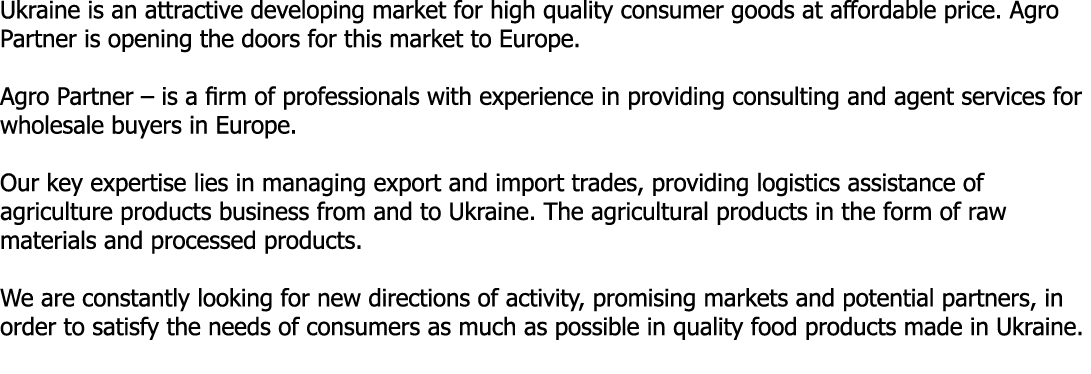 Ukraine is an attractive developing market for high quality consumer goods at affordable price. Agro
Partner is opening the doors for this market to Europe.
Agro Partner – is a firm of professionals with experience in providing consulting and agent services for
wholesale buyers in Europe.
Our key expertise lies in managing export and import trades, providing logistics assistance of
agriculture products business from and to Ukraine. The agricultural products in the form of raw
materials and processed products.
We are constantly looking for new directions of activity, promising markets and potential partners, in
order to satisfy the needs of consumers as much as possible in quality food products made in Ukraine.